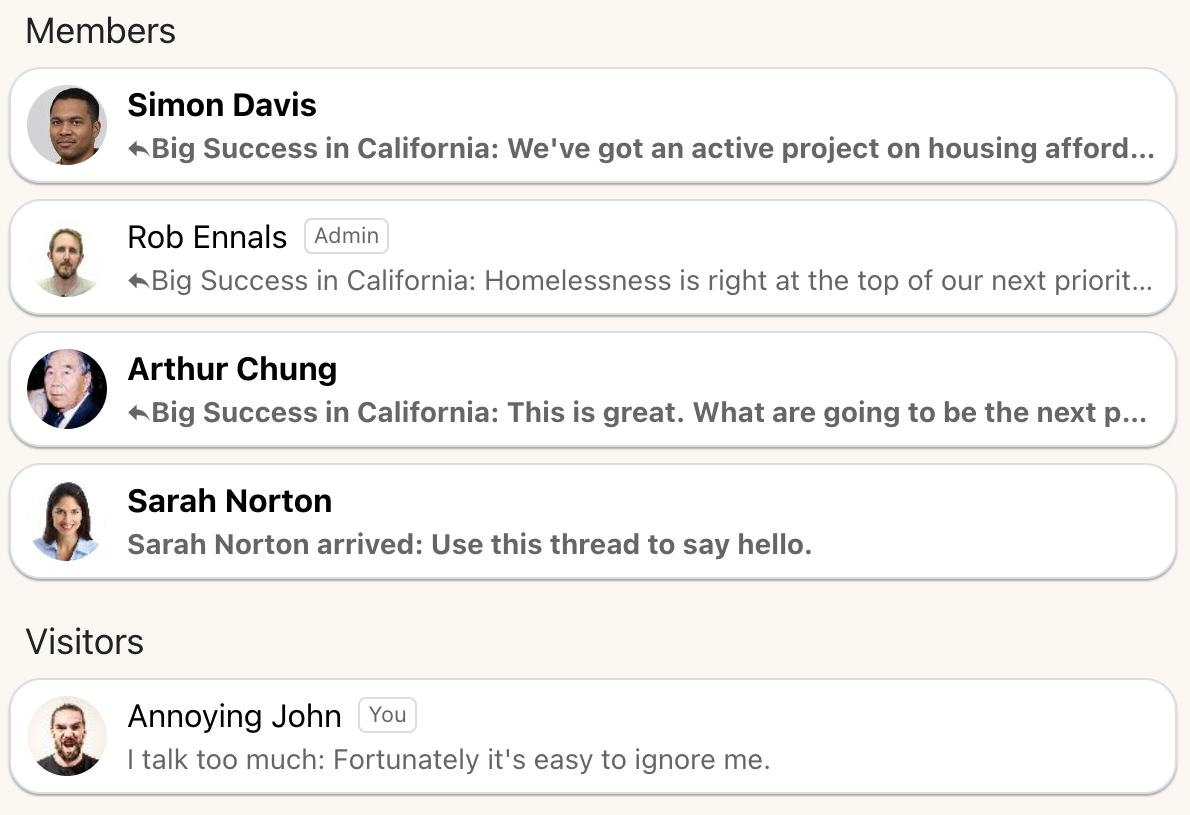 Members
Simon Davis
Big Success in California: We've got an active project on housing afford...
Rob Ennals Admin
Big Success in California: Homelessness is right at the top of our next priorit...
Arthur Chung
Big Success in California: This is great. What are going to be the next p...
Sarah Norton
Sarah Norton arrived: Use this thread to say hello.
Visitors
Annoying John You
I talk too much: Fortunately it's easy to ignore me.